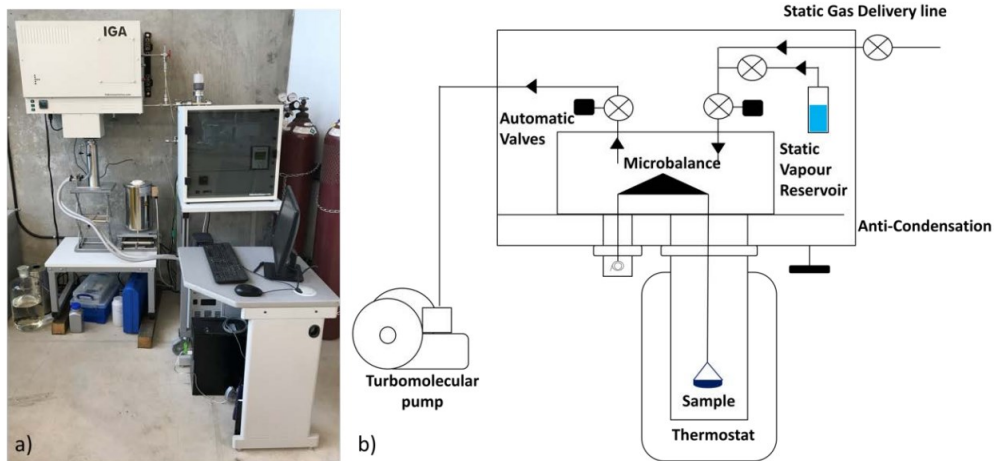 IGA
a)
Static Gas Delivery line
Automatic
Valves
Microbalance
Static
Vapour
Reservoir
Anti-Condensation
Turbomolecular
pump
Sample
Thermostat
b)